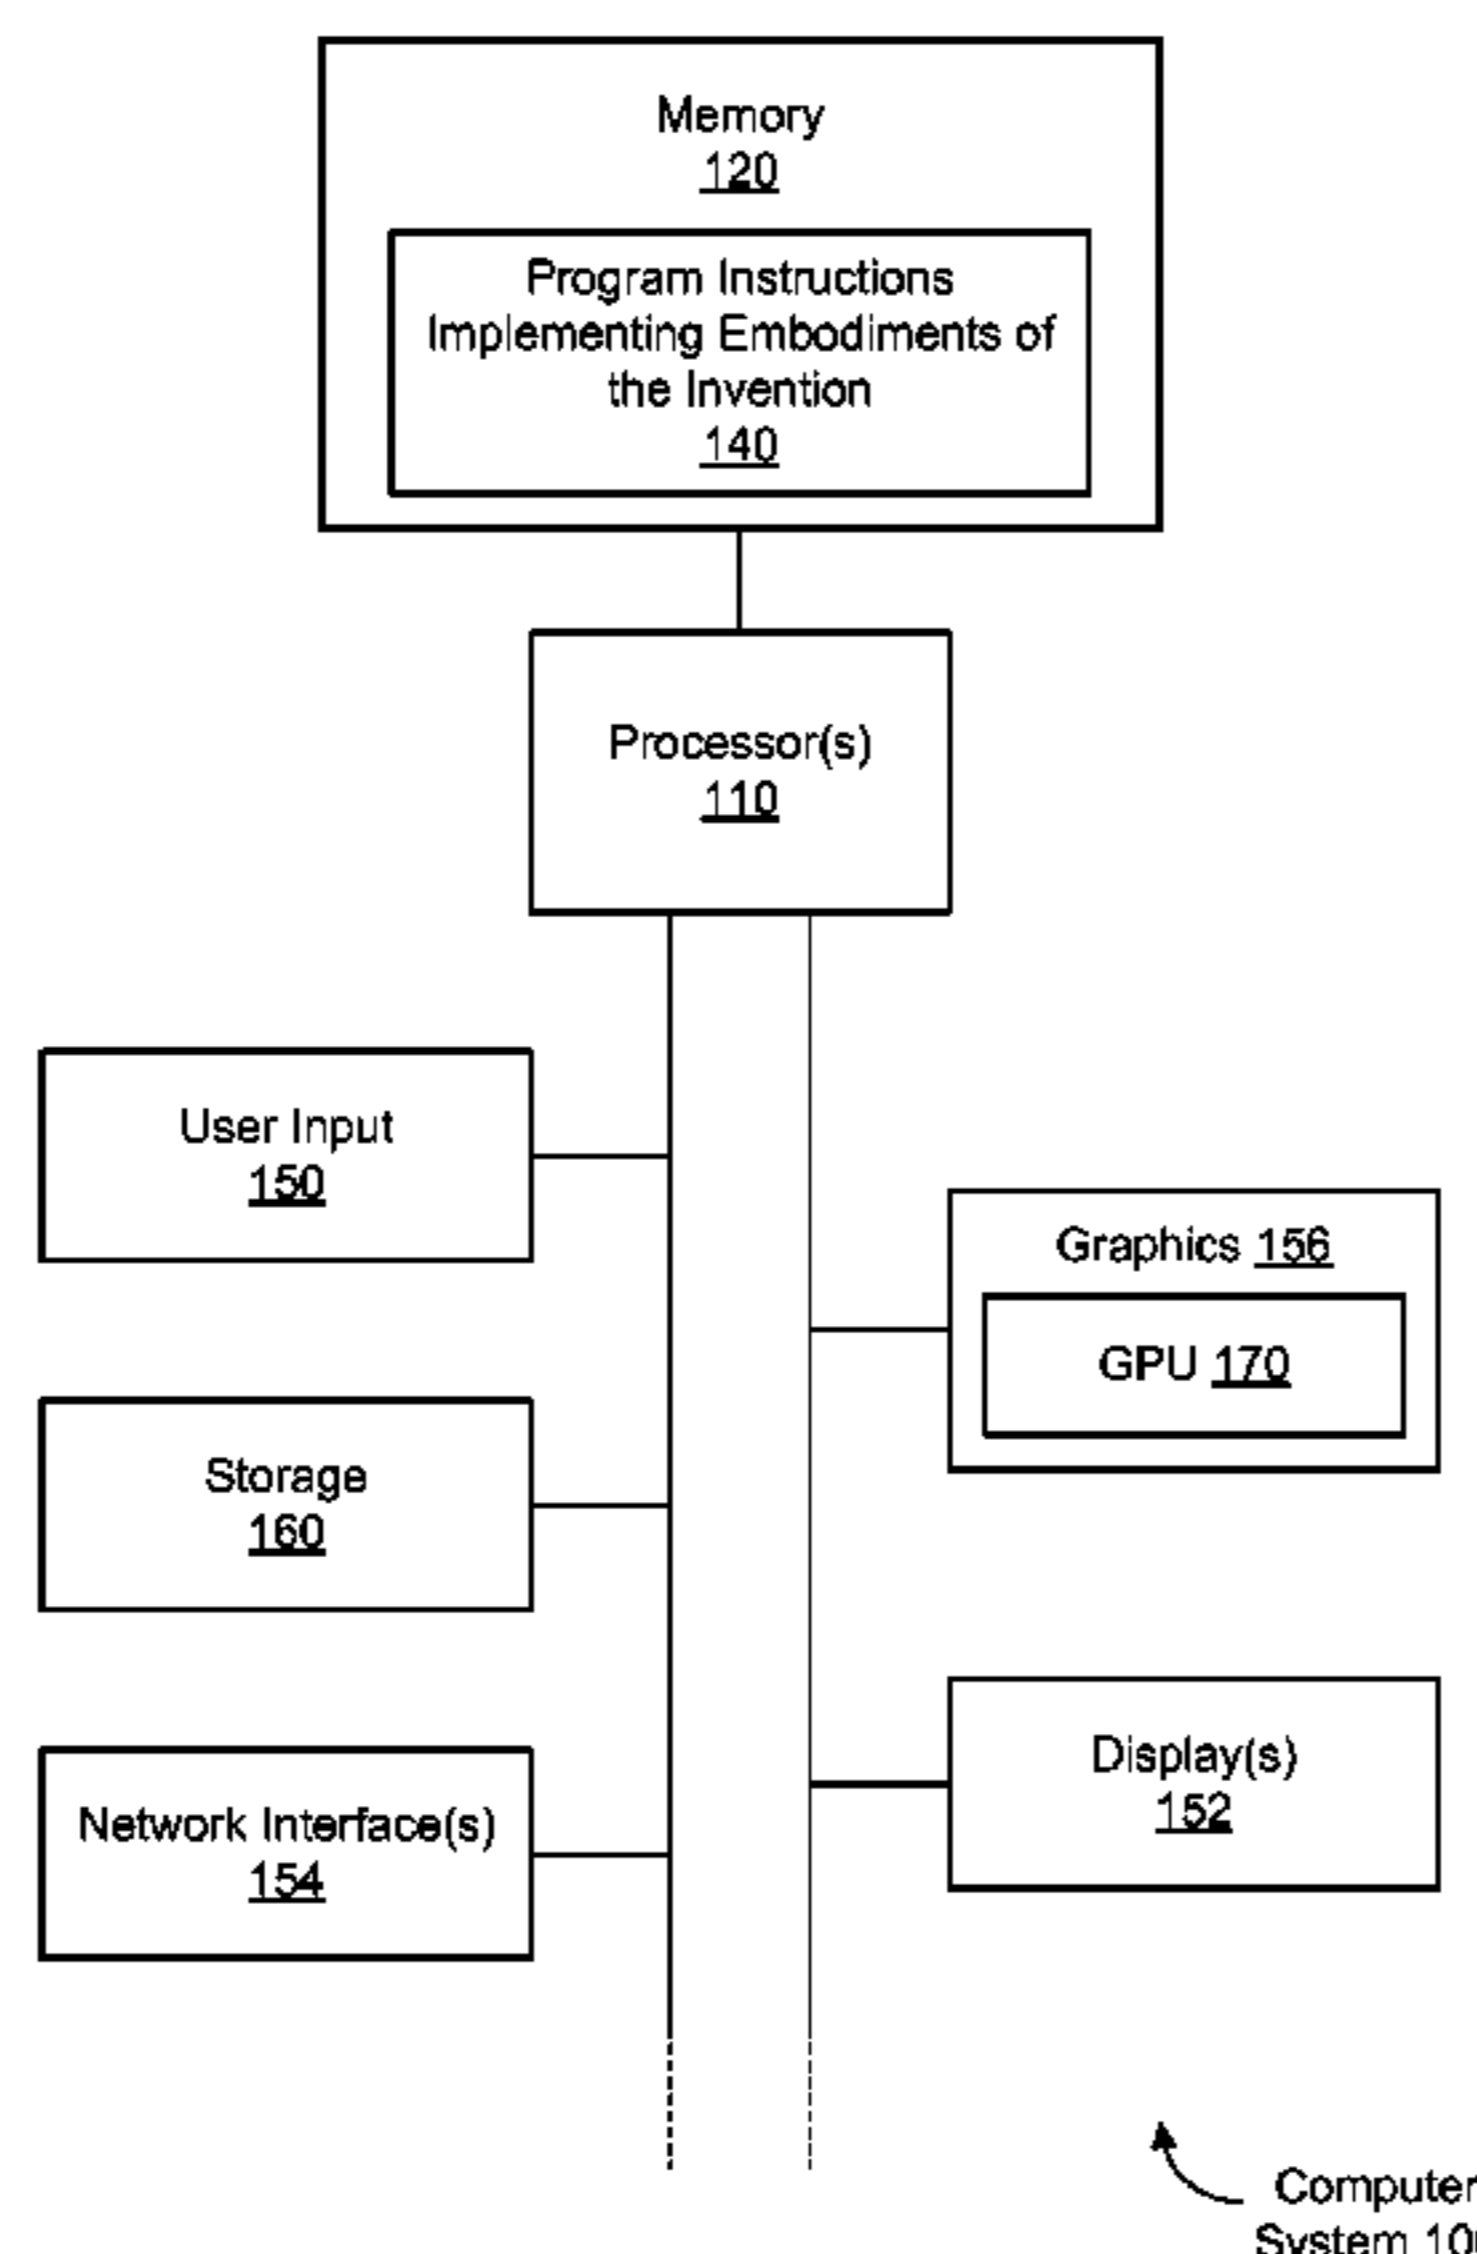 Memory
120
Program Instructions
Implementing Embodiments of
the Invention
140
Processor(s)
110
User Input
150
Graphics 156
GPU 170
Storage
160
Display(s)
152
Network Interface(s)
154
Computer
System